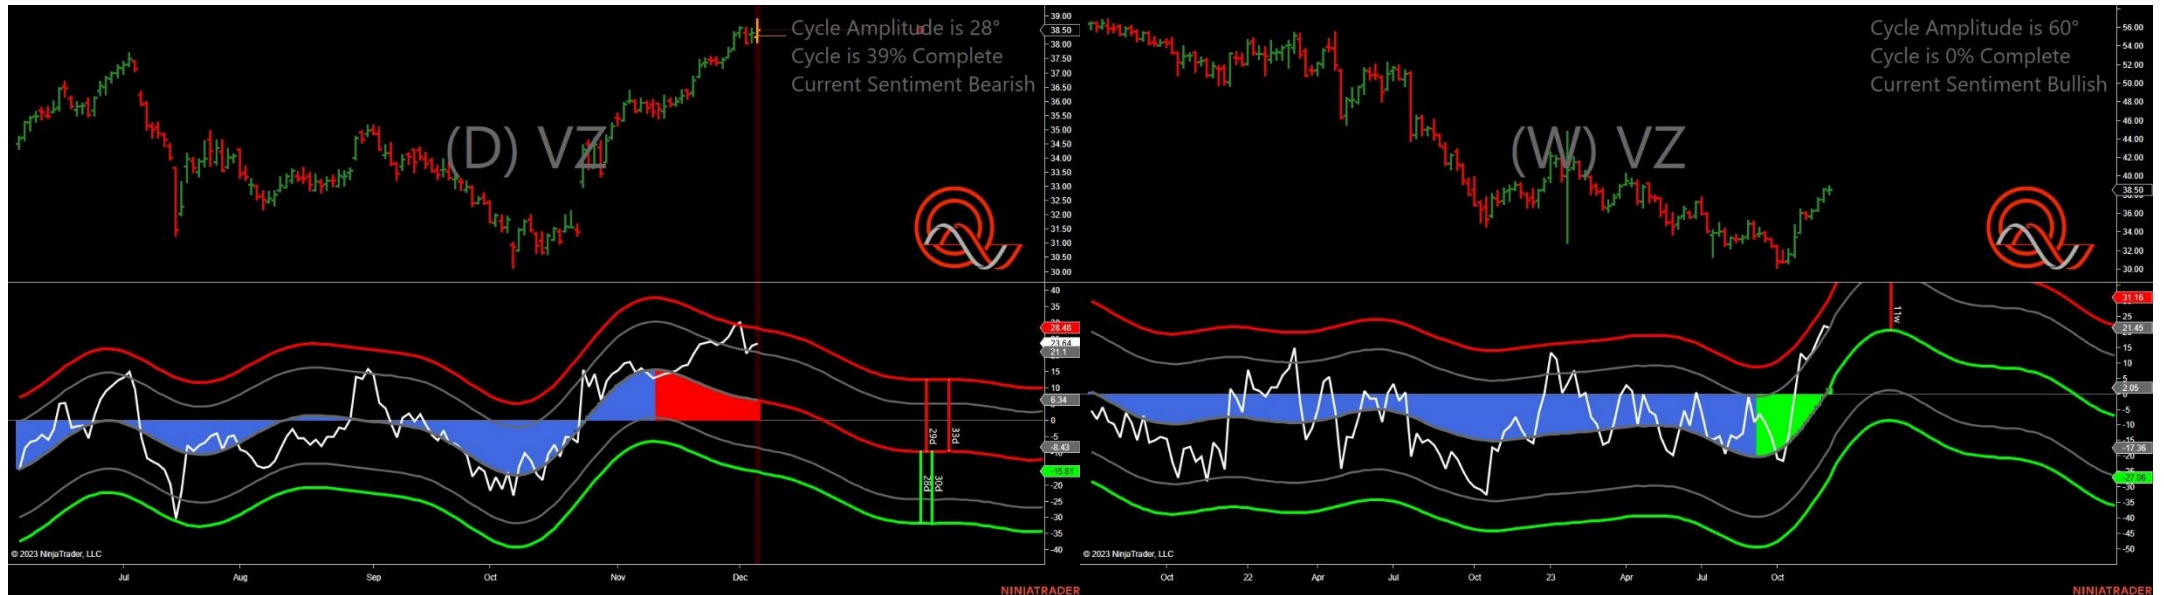 Cycle Amplitude is 28°
Cycle is 39% Complete
Current Sentiment Bearish
(D) VZ
39.00
38.50
38.00
37.50
37.00
36.50
36.00
35.50
35.00
34.50
34.00
33.50
33.00
32.50
32.00
31.50
31.00
30.50
30.00
40
35
30
28.48
23.64
21.1
15
10
6.34
5
0
-5
-8.43
-10
-15.81
-20
-25
-30
-35
-40
29d
33d
28d
30d
© 2023 NinjaTrader, LLC
Jul
Aug
Sep
Oct
Nov
Dec
NINJATRADER
Cycle Amplitude is 60°
Cycle is 0% Complete
Current Sentiment Bullish
(W) VZ
56.00
54.00
52.00
50.00
48.00
46.00
44.00
42.00
40.00
38.50
36.00
34.00
32.00
30.00
11w
31.16
25
21.45
15
10
5
2.05
0
-5
-10
-15
-17.36
-20
-27.06
-30
-35
-40
-45
-50
© 2023 NinjaTrader, LLC
Oct
22
Apr
Jul
Oct
23
Apr
Jul
Oct
NINJATRADER